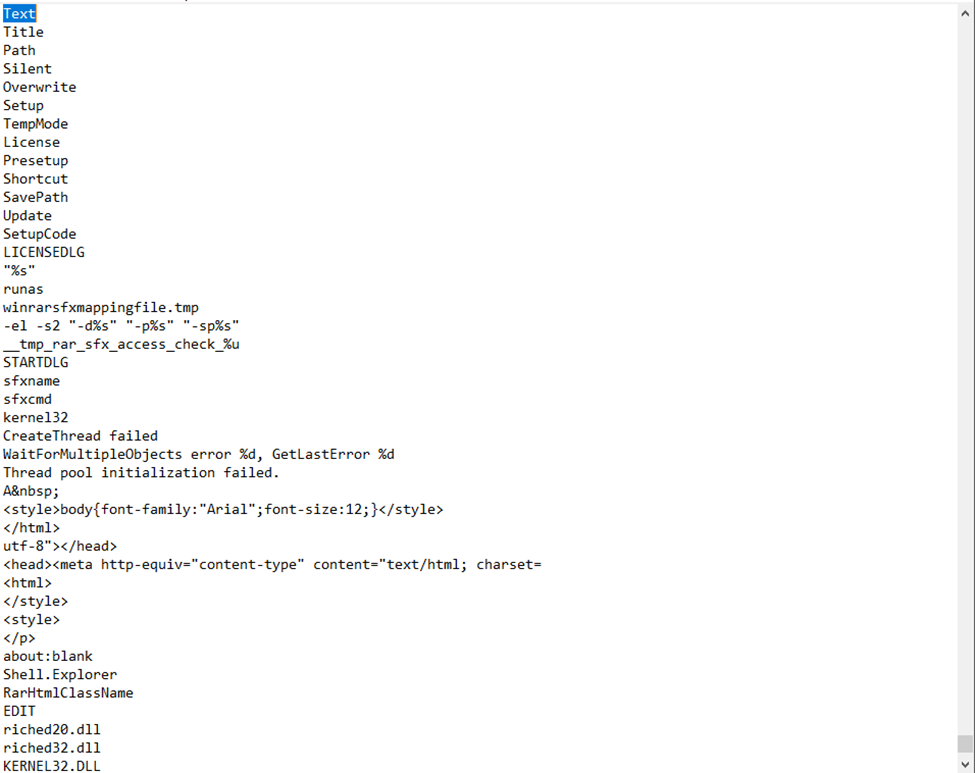 Text
Title
Path
Silent
Overwrite
Setup
TempMode
License
Presetup
Shortcut
SavePath
Update
SetupCode
LICENSEDLG
"%s"
runas
winrarsfxmappingfile.tmp
-el -s2 "-d%s" "-p%s" "-sp%s"
__tmp_rar_sfx_access_check_%u
STARTDLG
sfxname
sfxcmd
kernel32
CreateThread failed
WaitForMultipleObjects error %d, GetLastError %d
Thread pool initialization failed.
A&nbsp;
<style>body{font-family:"Arial";font-size:12;}</style>
</html>
utf-8"></head>
<head><meta http-equiv="content-type" content="text/html; charset=
<html>
</style>
<style>
</p>
about:blank
Shell.Explorer
RarHtmlClassName
EDIT
riched20.dll
riched32.dll
KERNEL32.DLL